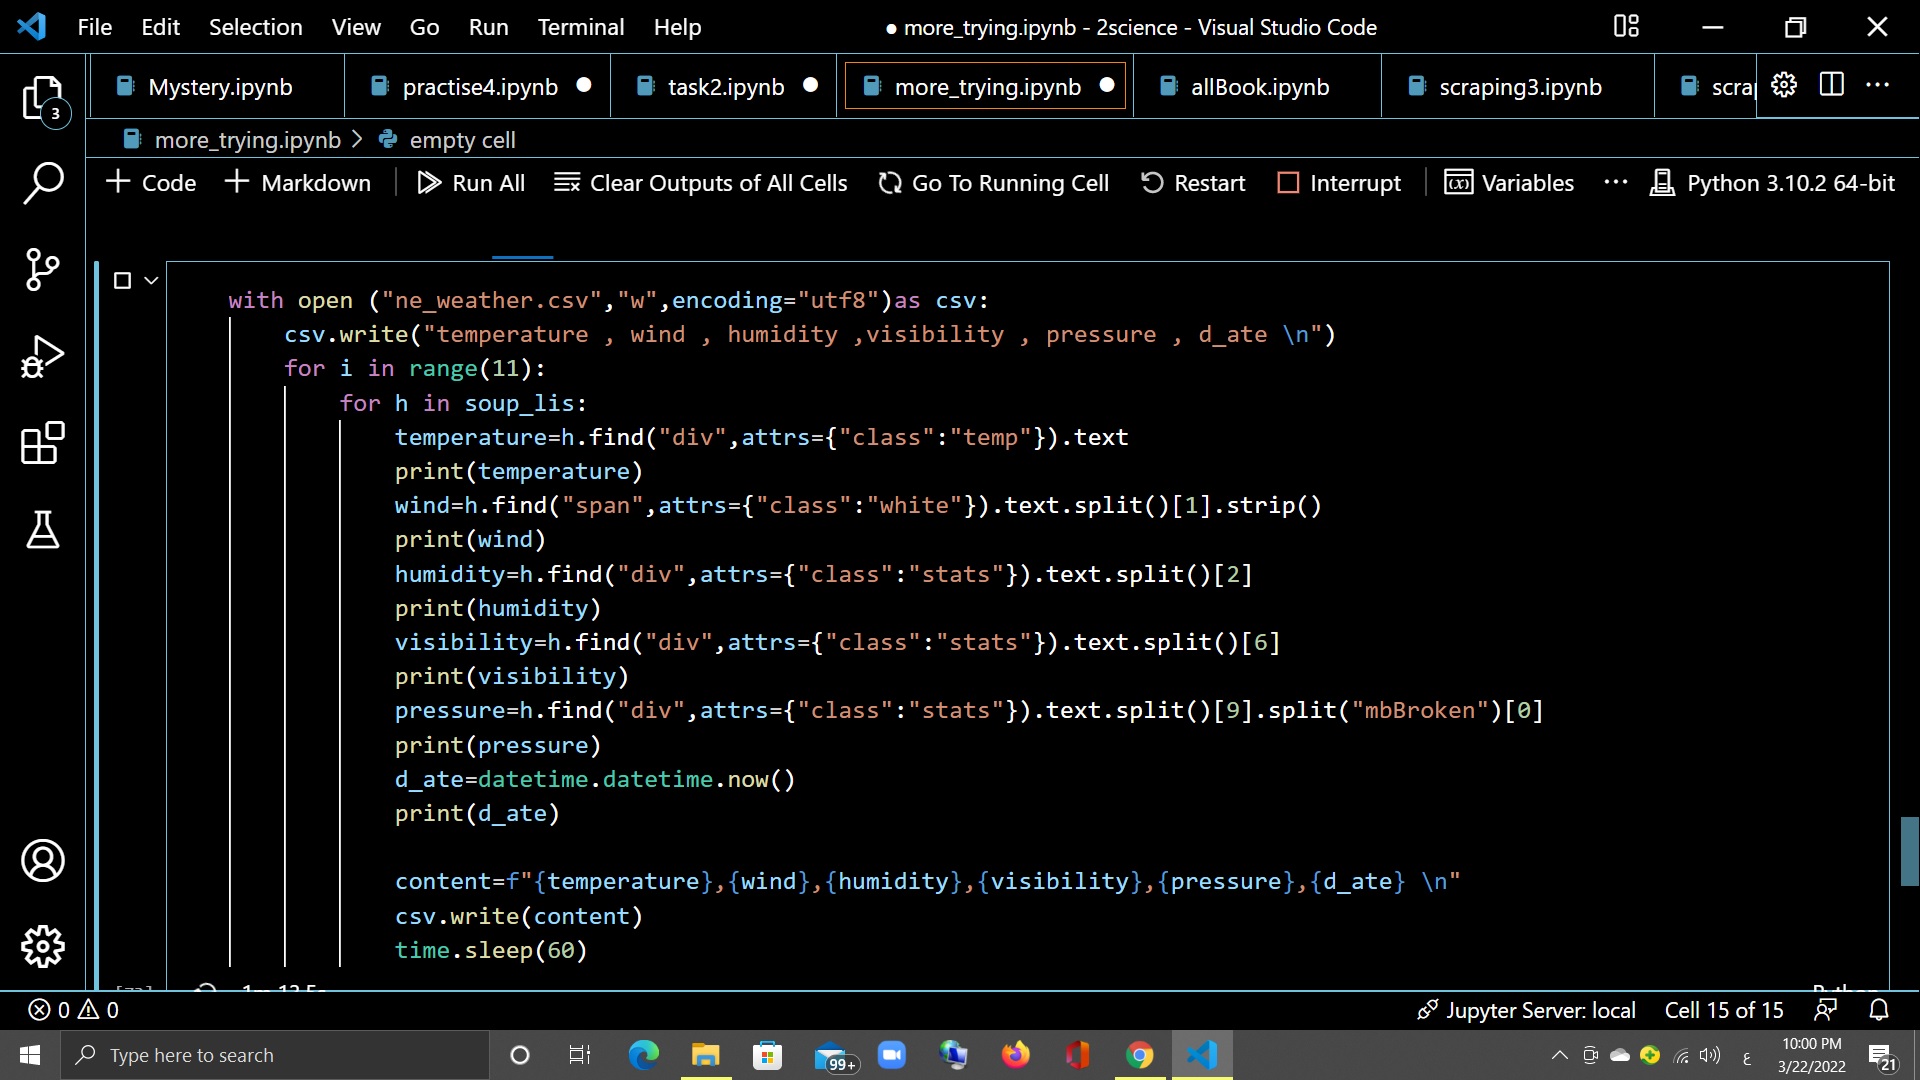 File Edit Selection View Go Run Terminal Help ● more_trying.ipynb - 2science - Visual Studio Code
Mystery.ipynb practise4.ipynb ● task2.ipynb ● more_trying.ipynb ● allBook.ipynb scraping3.ipynb scrap
3
more_trying.ipynb > empty cell
+ Code + Markdown Run All Clear Outputs of All Cells Go To Running Cell Restart Interrupt Variables ··· Python 3.10.2 64-bit
with open ("ne_weather.csv","w",encoding="utf8")as csv:
csv.write("temperature , wind , humidity ,visibility , pressure , d_ate \n")
for i in range(11):
for h in soup_lis:
temperature=h.find("div",attrs={"class":"temp"}).text
print(temperature)
wind=h.find("span",attrs={"class":"white"}).text.split()[1].strip()
print(wind)
humidity=h.find("div",attrs={"class":"stats"}).text.split()[2]
print(humidity)
visibility=h.find("div",attrs={"class":"stats"}).text.split()[6]
print(visibility)
pressure=h.find("div",attrs={"class":"stats"}).text.split()[9].split("mbBroken")[0]
print(pressure)
d_ate=datetime.datetime.now()
print(d_ate)
content=f"{temperature},{wind},{humidity},{visibility},{pressure},{d_ate} \n"
csv.write(content)
time.sleep(60)
0 0 Jupyter Server: local Cell 15 of 15
Type here to search 99+ ع 10:00 PM
3/22/2022 21